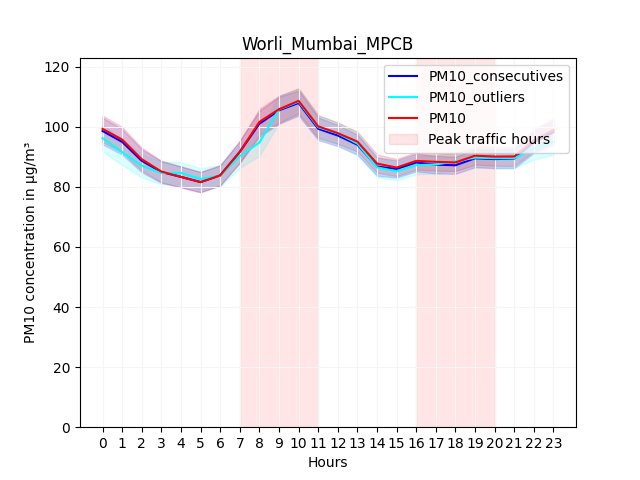 Worli_Mumbai_MPCB
PM10_consecutives
PM10_outliers
PM10
Peak traffic hours
PM10 concentration in µg/m³
120
100
80
60
40
20
0
0 1 2 3 4 5 6 7 8 9 10 11 12 13 14 15 16 17 18 19 20 21 22 23
Hours